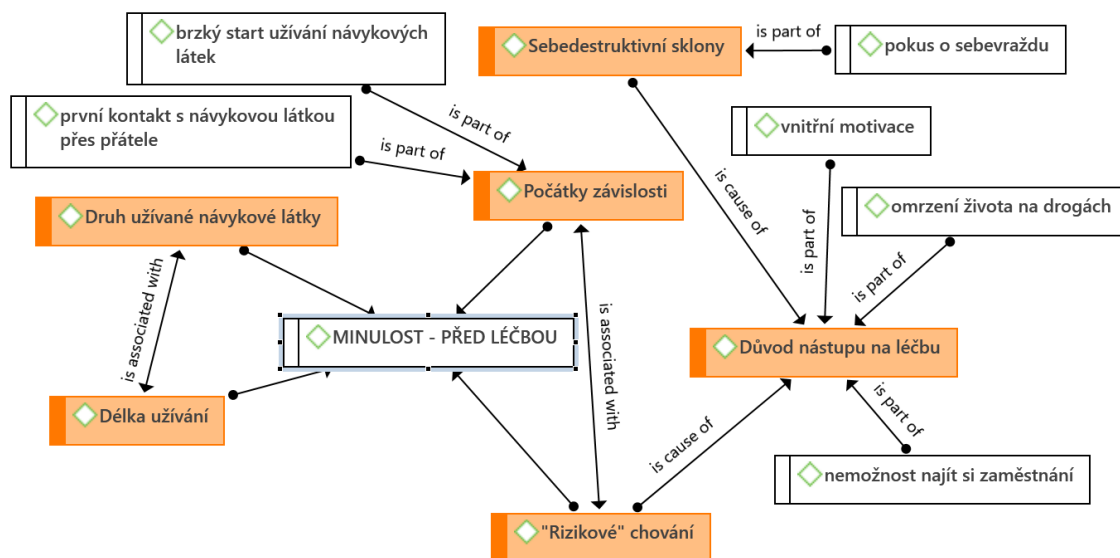 brzký start užívání návykových
látek
Sebedestruktivní sklony
is part of
pokus o sebevraždu
první kontakt s návykovou látkou
přes přátele
is part of
is part of
vnitřní motivace
Počátky závislosti
Druh užívané návykové látky
is cause of
omrzení života na drogách
is part of
is part of
is associated with
MINULOST - PŘED LÉČBOU
is associated with
Důvod nástupu na léčbu
Délka užívání
is part of
is cause of
nemožnost najít si zaměstnání
"Rizikové" chování